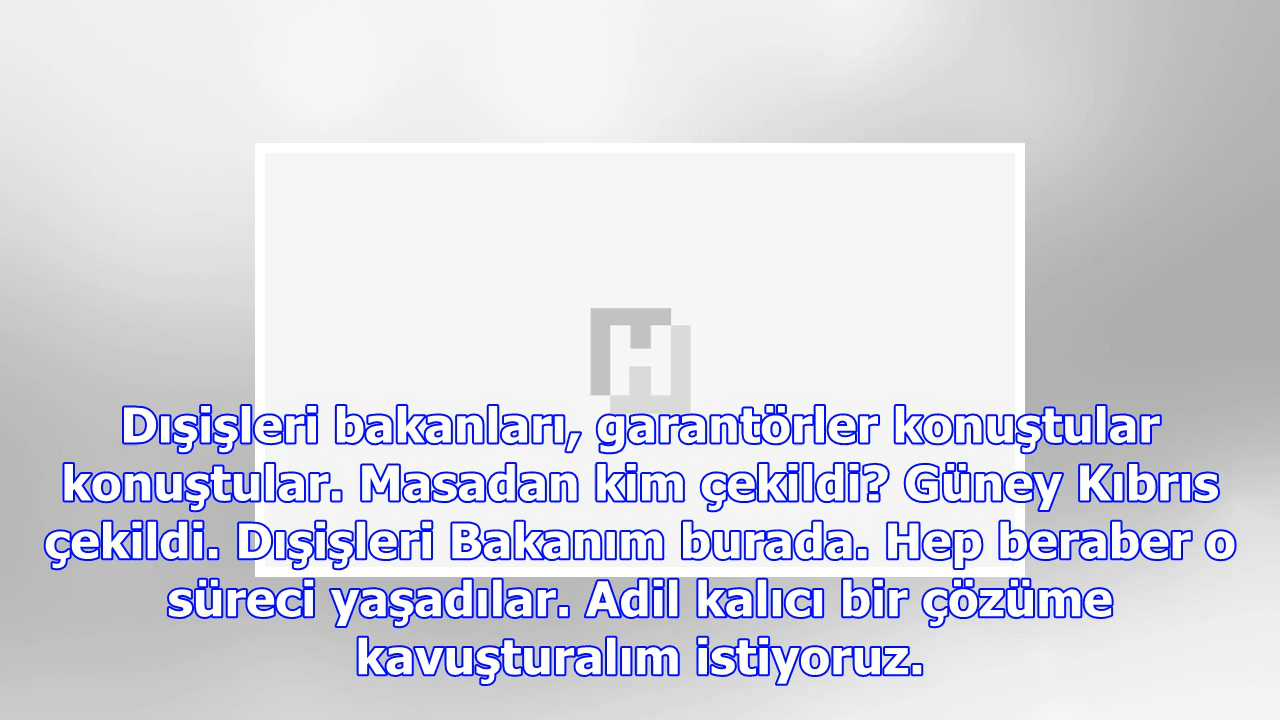 H
Dışişleri bakanları, garantörler konuştular
konuştular. Masadan kim çekildi? Güney Kıbrıs
çekildi. Dışişleri Bakanım burada. Hep beraber o
süreci yaşadılar. Adil kalıcı bir çözüme
kavuşturalım istiyoruz.